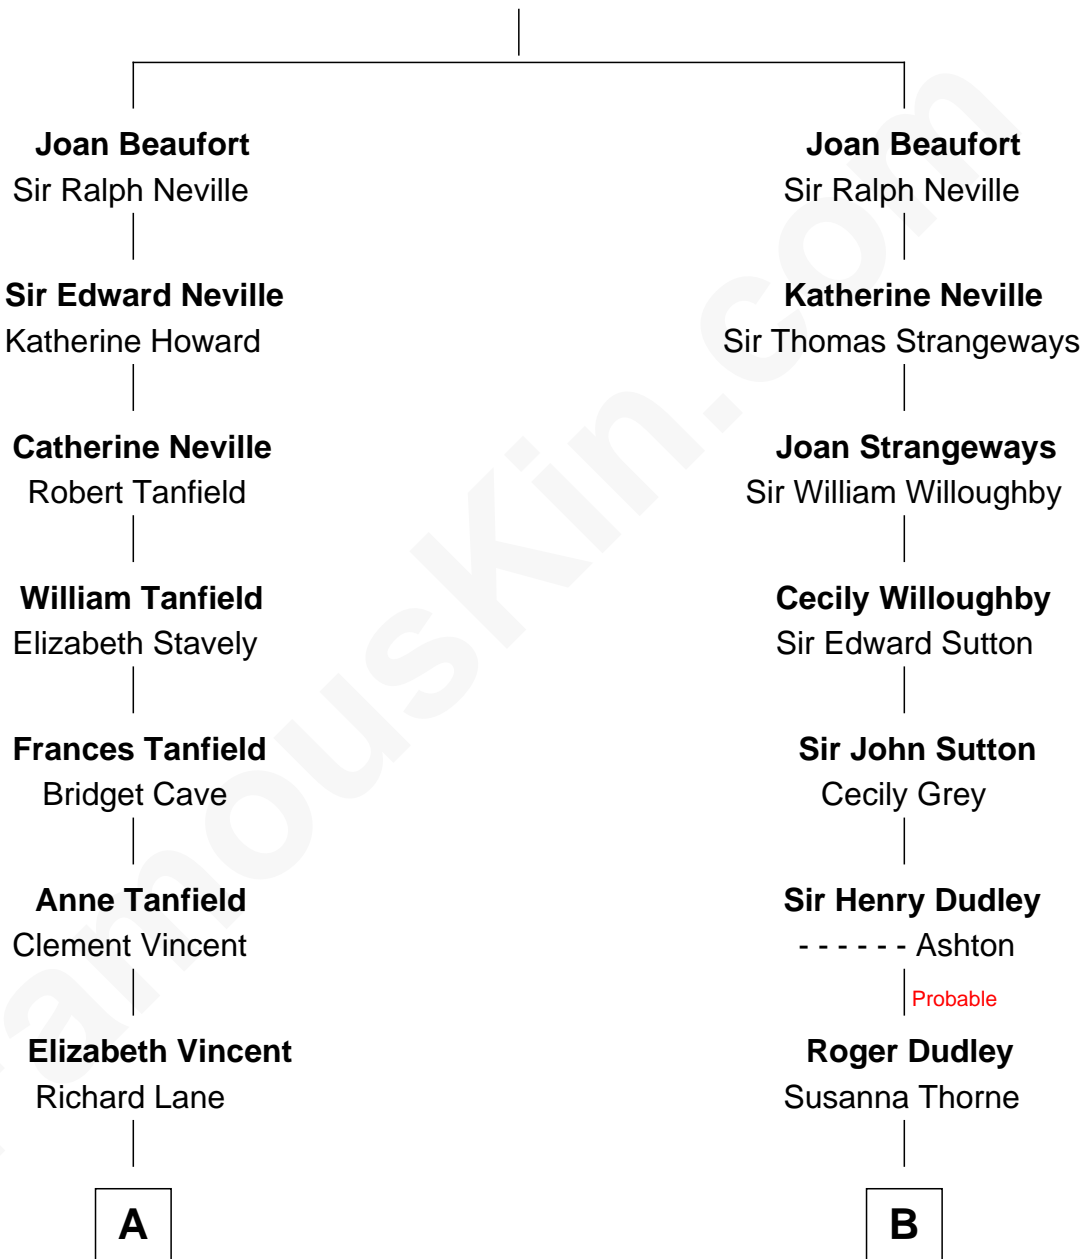 Joan Beaufort
Sir Ralph Neville
Joan Beaufort
Sir Ralph Neville
Sir Edward Neville
Katherine Howard
Katherine Neville
Sir Thomas Strangeways
Catherine Neville
Robert Tanfield
Joan Strangeways
Sir William Willoughby
William Tanfield
Elizabeth Stavely
Cecily Willoughby
Sir Edward Sutton
Frances Tanfield
Bridget Cave
Sir John Sutton
Cecily Grey
Anne Tanfield
Clement Vincent
Sir Henry Dudley
- - - - - - Ashton
Probable
Elizabeth Vincent
Richard Lane
Roger Dudley
Susanna Thorne
A
B
FamousKin.com